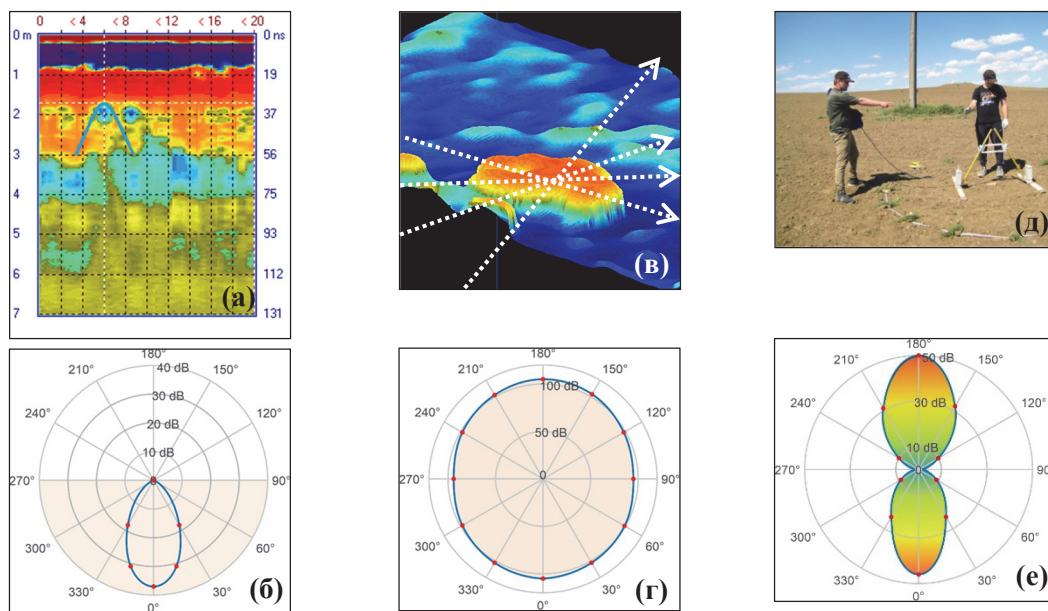 0 < 4 < 8 < 12 < 16 < 20
0 m 0 ns
1 19
2 37
3 56
4 75
5 93
6 112
7 131
(а)
(в)
(д)
180°
210° 40 dB 150°
30 dB
240° 20 dB 120°
10 dB
270° 0 90°
300° 60°
330° 30°
0°
(б)
180°
210° 150°
100 dB
240° 120°
50 dB
270° 0 90°
300° 60°
330° 30°
0°
(г)
180°
210° 50 dB 150°
240° 30 dB 120°
10 dB
270° 0 90°
300° 60°
330° 30°
0°
(е)